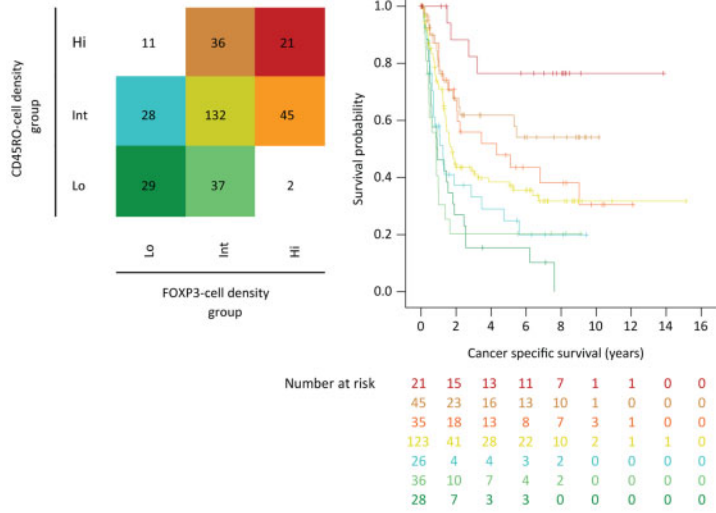 CD45RO-cell density
group
Hi 11 36 21
Int 28 132 45
Lo 29 37 2
Lo Int Hi
FOXP3-cell density
group
Survival probability
1.0
0.8
0.6
0.4
0.2
0.0
0 2 4 6 8 10 12 14 16
Cancer specific survival (years)
Number at risk
21 15 13 11 7 1 1 0 0
45 23 16 13 10 1 0 0 0
35 18 13 8 7 3 1 0 0
123 41 28 22 10 2 1 1 0
26 4 4 3 2 0 0 0 0
36 10 7 4 2 0 0 0 0
28 7 3 3 0 0 0 0 0